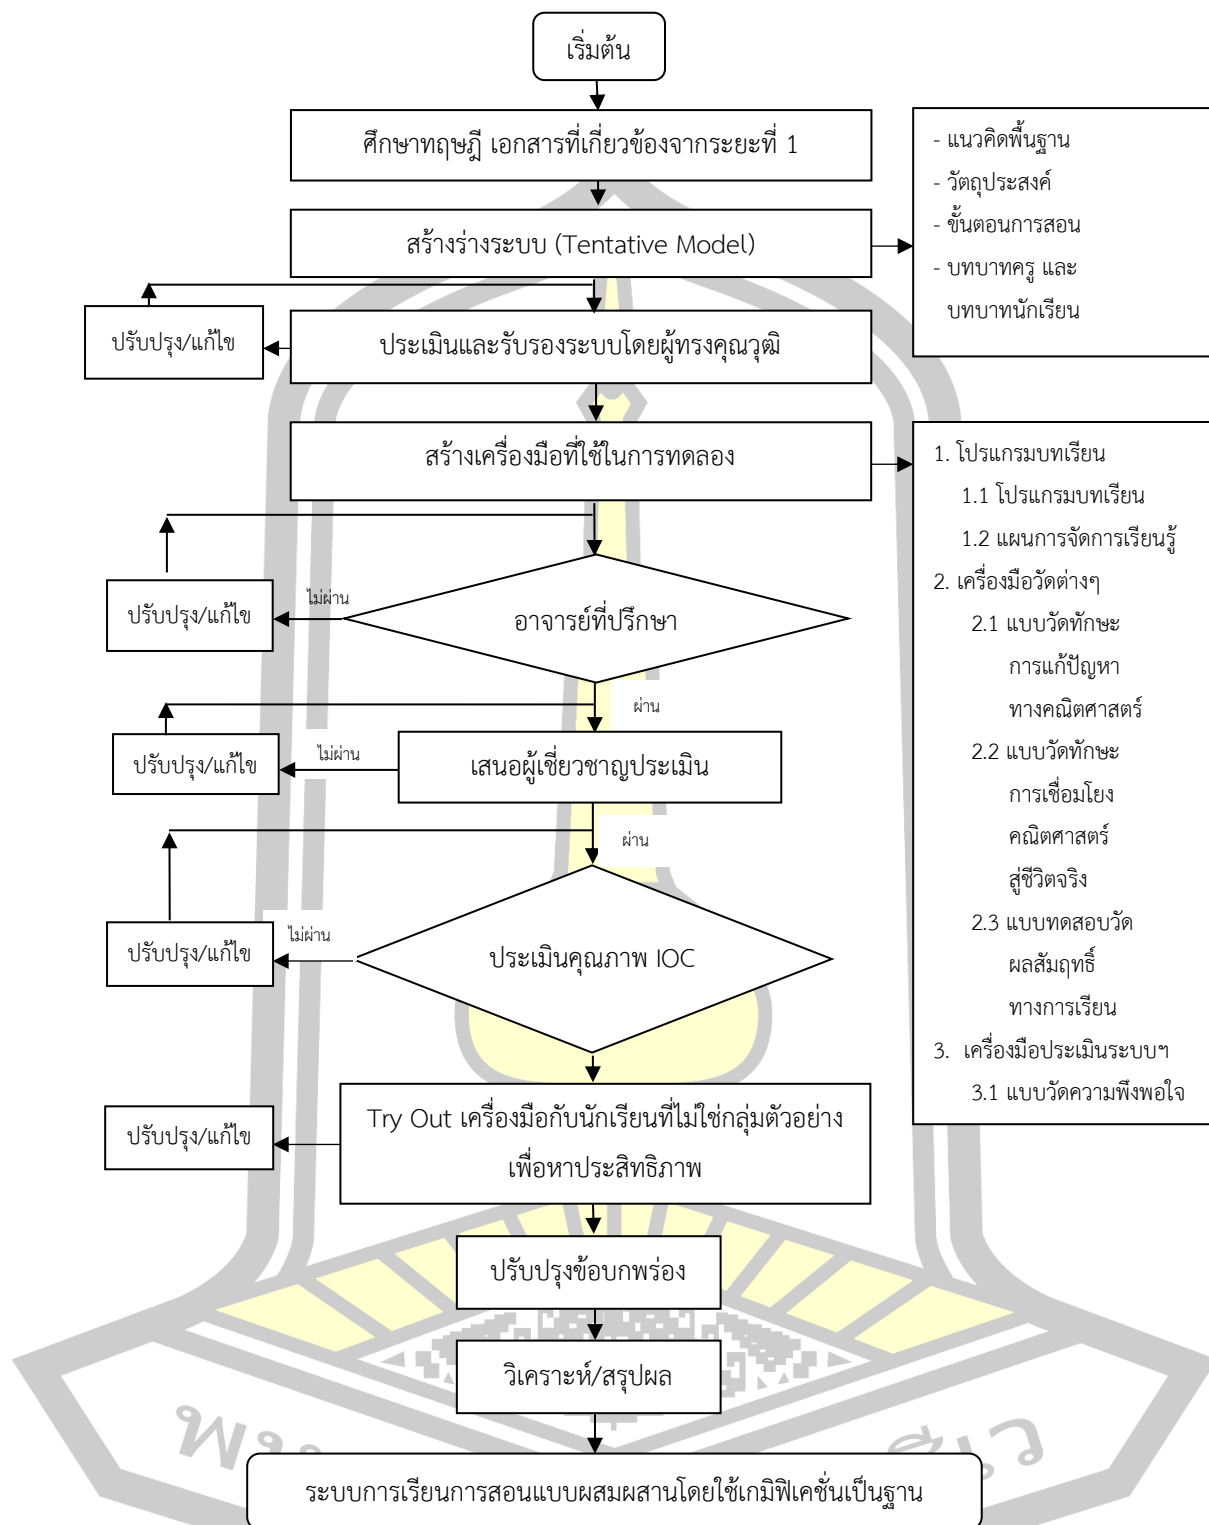 เริ่มต้น
ศึกษาทฤษฎี เอกสารที่เกี่ยวข้องจากระยะที่ 1
- แนวคิดพื้นฐาน
- วัตถุประสงค์
- ขั้นตอนการสอน
- บทบาทครู และ
บทบาทนักเรียน
สร้างร่างระบบ (Tentative Model)
ปรับปรุง/แก้ไข
ประเมินและรับรองระบบโดยผู้ทรงคุณวุฒิ
สร้างเครื่องมือที่ใช้ในการทดลอง
1. โปรแกรมบทเรียน
1.1 โปรแกรมบทเรียน
1.2 แผนการจัดการเรียนรู้
2. เครื่องมือวัดต่างๆ
2.1 แบบวัดทักษะ
การแก้ปัญหา
ทางคณิตศาสตร์
2.2 แบบวัดทักษะ
การเชื่อมโยง
คณิตศาสตร์
สู่ชีวิตจริง
2.3 แบบทดสอบวัด
ผลสัมฤทธิ์
ทางการเรียน
3. เครื่องมือประเมินระบบฯ
3.1 แบบวัดความพึงพอใจ
ปรับปรุง/แก้ไข
ไม่ผ่าน
อาจารย์ที่ปรึกษา
ผ่าน
ปรับปรุง/แก้ไข
ไม่ผ่าน
เสนอผู้เชี่ยวชาญประเมิน
ผ่าน
ปรับปรุง/แก้ไข
ไม่ผ่าน
ประเมินคุณภาพ IOC
ปรับปรุง/แก้ไข
Try Out เครื่องมือกับนักเรียนที่ไม่ใช่กลุ่มตัวอย่าง
เพื่อหาประสิทธิภาพ
ปรับปรุงข้อบกพร่อง
วิเคราะห์/สรุปผล
ระบบการเรียนการสอนแบบผสมผสานโดยใช้เกมิฟิเคชั่นเป็นฐาน